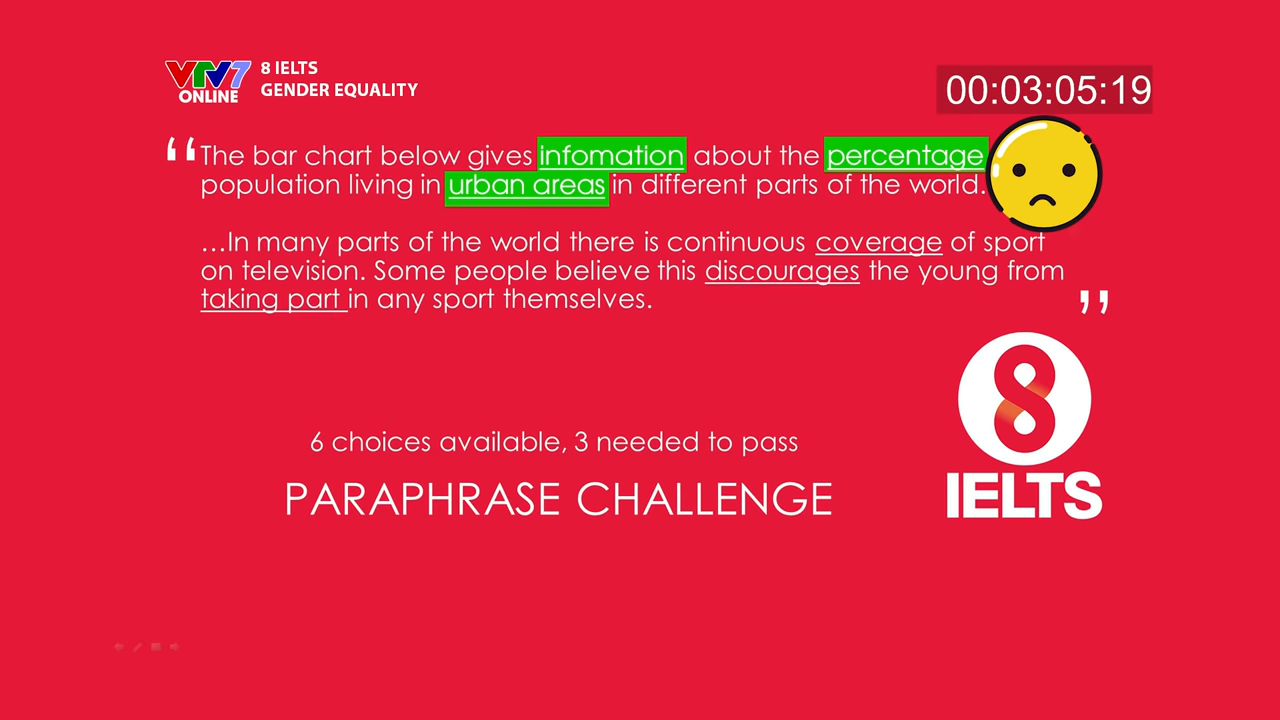 VTV7
ONLINE
8 IELTS
GENDER EQUALITY
00:03:05:19
“The bar chart below gives infomation about the percentage
population living in urban areas in different parts of the world.
...In many parts of the world there is continuous coverage of sport
on television. Some people believe this discourages the young from
taking part in any sport themselves.
”
8
IELTS
6 choices available, 3 needed to pass
PARAPHRASE CHALLENGE